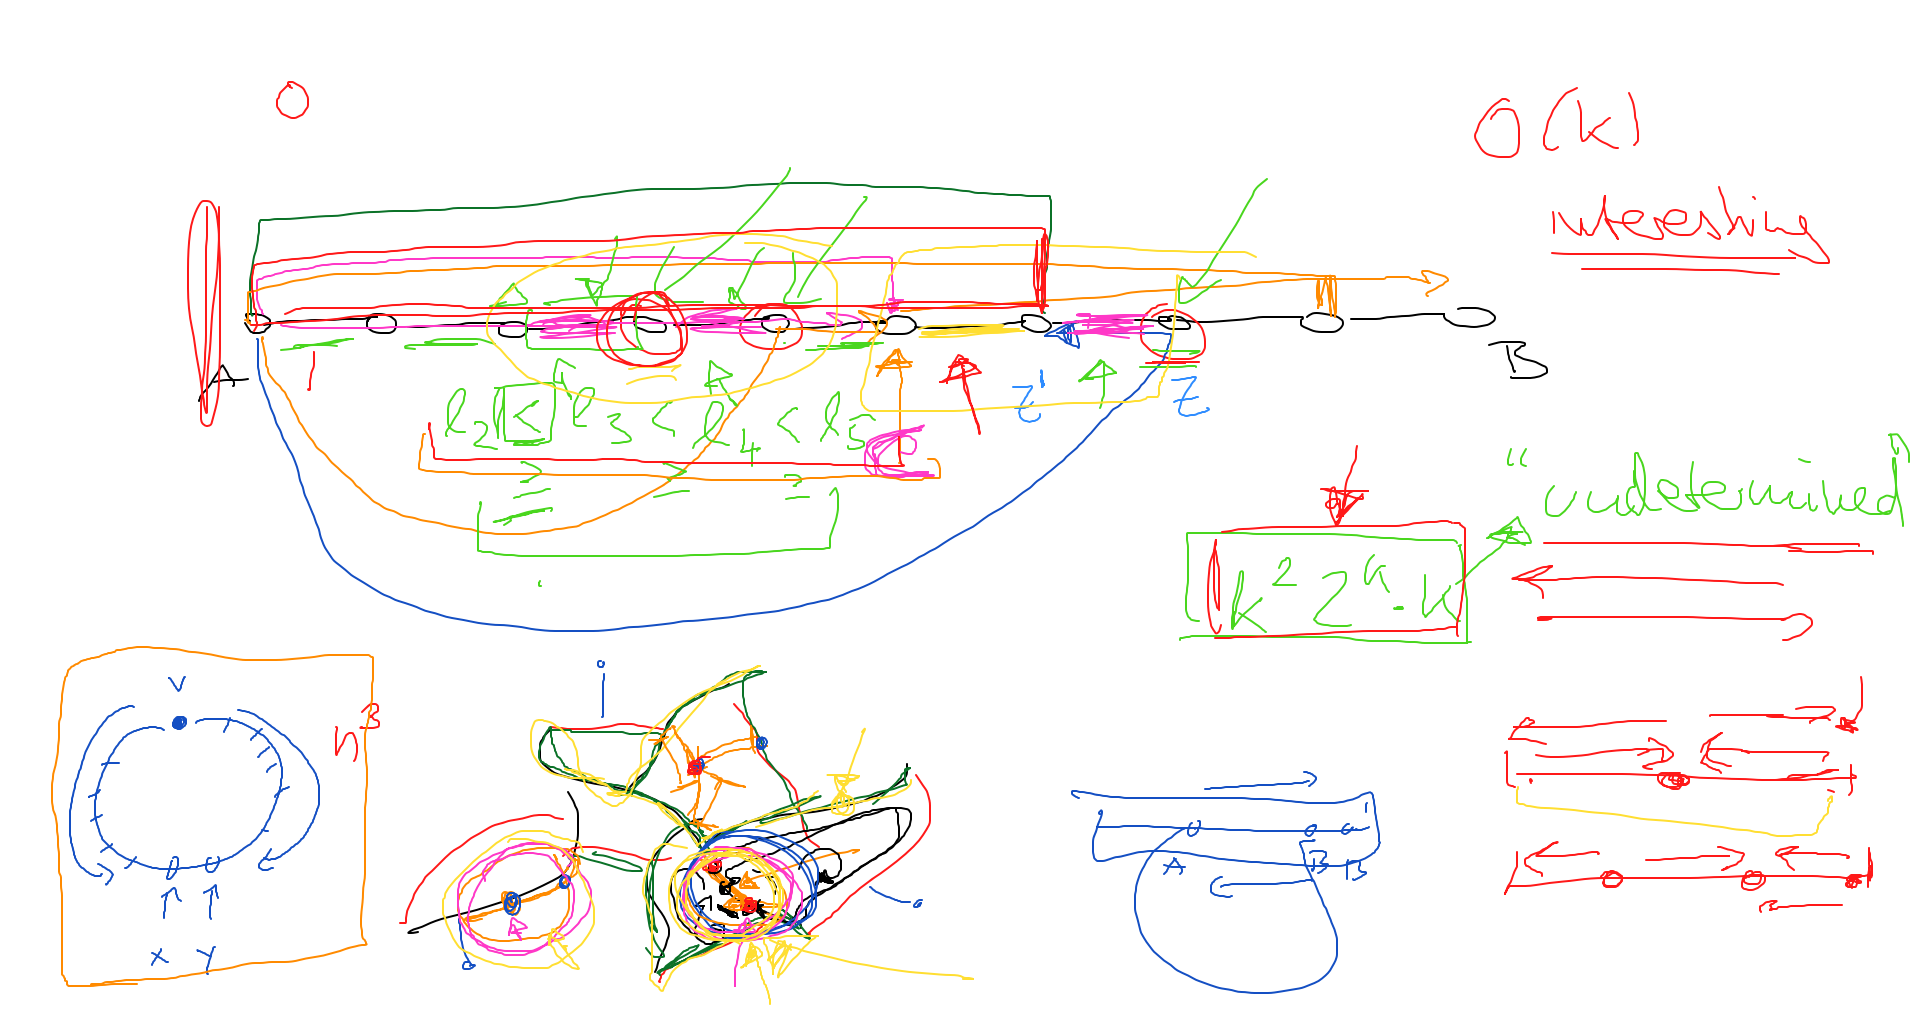 O(k)
interesting
A
B
l₂ < l₃ < l₄ < l₅
z'
z
"undetermined"
k² 2^k · k
v
n³
x y
i
A B B